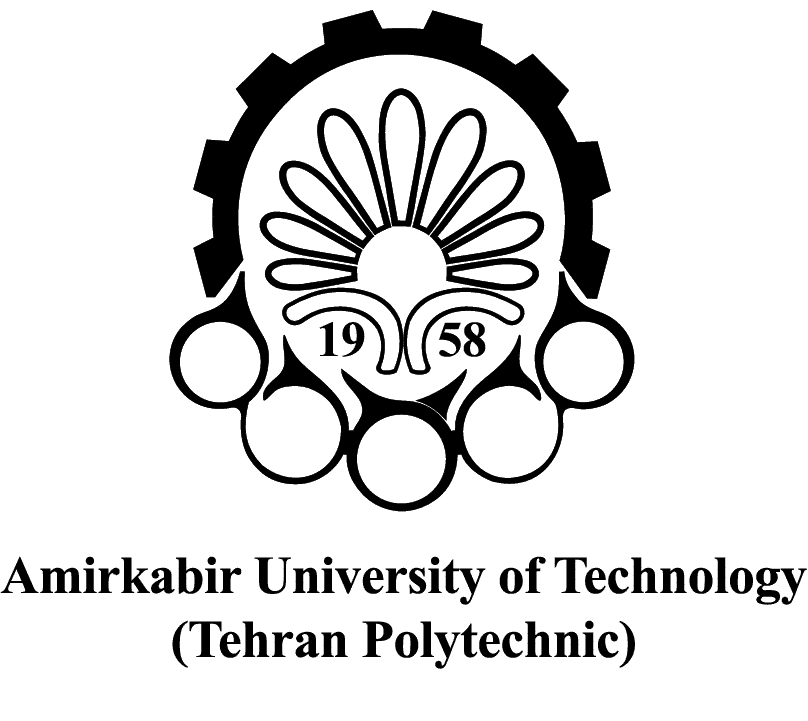 19 58
Amirkabir University of Technology
(Tehran Polytechnic)